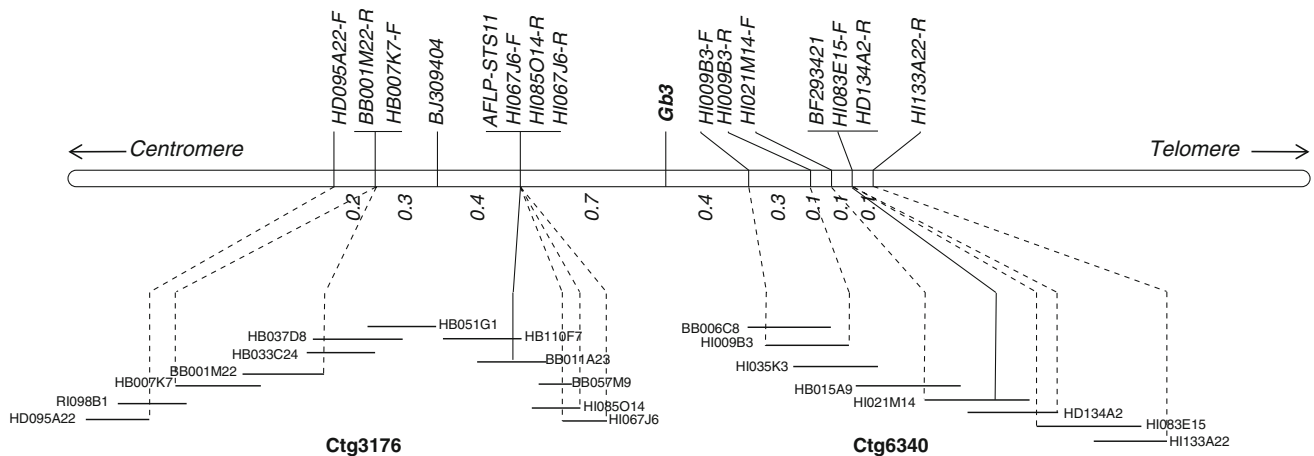 HD095A22-F
BB001M22-R
HB007K7-F
BJ309404
AFLP-STS11
HI067J6-F
HI085O14-R
HI067J6-R
Gb3
HI009B3-F
HI009B3-R
HI021M14-F
BF293421
HI083E15-F
HD134A2-R
HI133A22-R
Centromere
Telomere
0.2
0.3
0.4
0.7
0.4
0.3
0.1
0.1
0.1
HB051G1
HB037D8
HB110F7
HB033C24
BB011A23
BB001M22
HB007K7
BB057M9
RI098B1
HI085O14
HD095A22
HI067J6
BB006C8
HI009B3
HI035K3
HB015A9
HI021M14
HD134A2
HI083E15
HI133A22
Ctg3176
Ctg6340